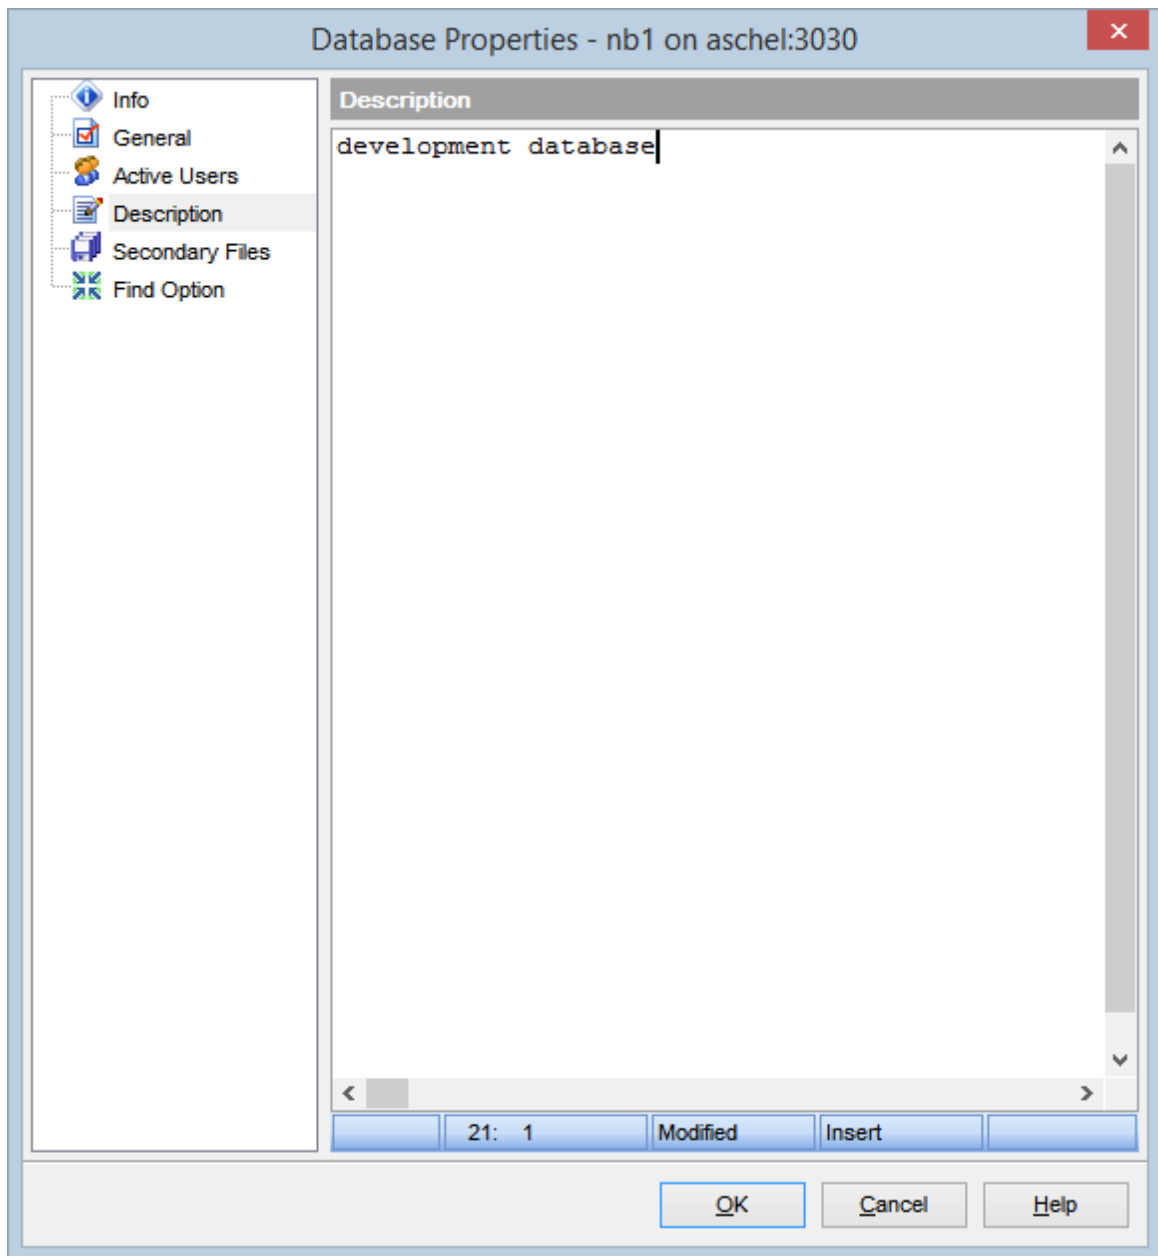 Database Properties - nb1 on aschel:3030
Info
General
Active Users
Description
Secondary Files
Find Option
Description
development database
21: 1 Modified Insert
OK Cancel Help